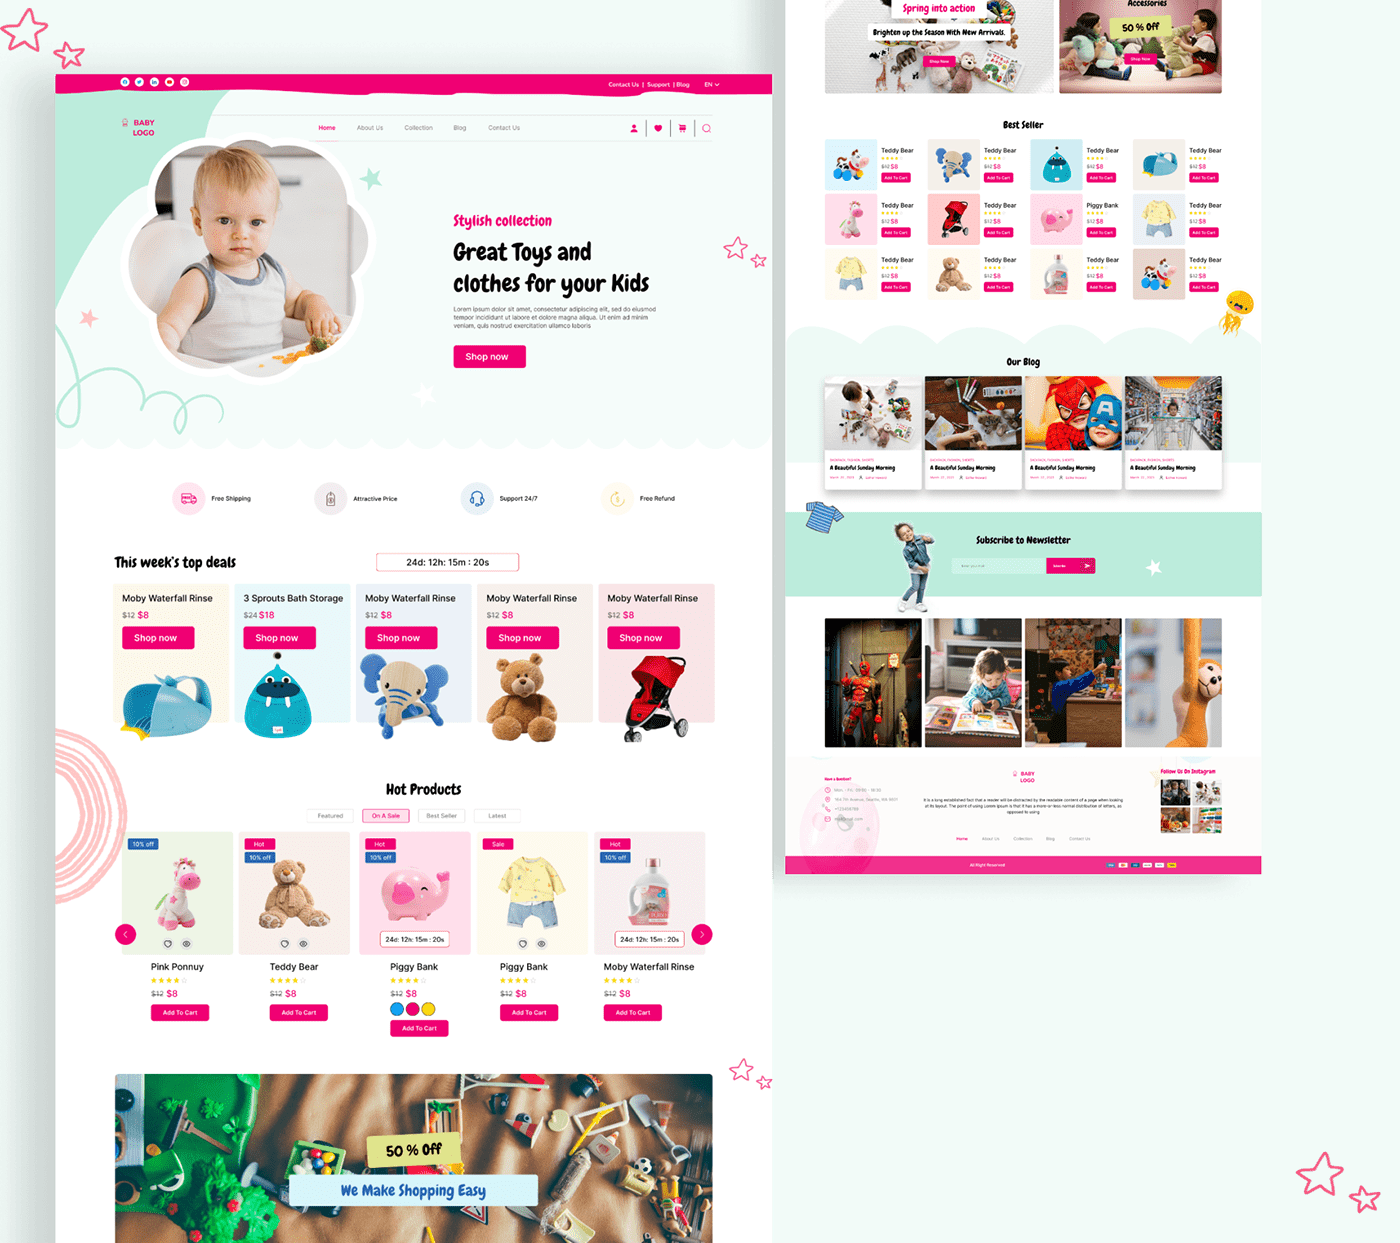 Contact Us | Support | Blog EN
BABY
LOGO
Home About Us Collection Blog Contact Us
Stylish collection
Great Toys and
clothes for your Kids
Lorem ipsum dolor sit amet, consectetur adipiscing elit, sed do eiusmod
tempor incididunt ut labore et dolore magna aliqua. Ut enim ad minim
veniam, quis nostrud exercitation ullamco laboris
Shop now
Free Shipping Attractive Price Support 24/7 Free Refund
This week's top deals 24d: 12h: 15m : 20s
Moby Waterfall Rinse 3 Sprouts Bath Storage Moby Waterfall Rinse Moby Waterfall Rinse Moby Waterfall Rinse
$12 $8 $24 $18 $12 $8 $12 $8 $12 $8
Shop now Shop now Shop now Shop now Shop now
Hot Products
Featured On A Sale Best Seller Latest
10% off Hot Hot Sale Hot
10% off 10% off 10% off
24d: 12h: 15m : 20s 24d: 12h: 15m : 20s
Pink Ponnuy Teddy Bear Piggy Bank Piggy Bank Moby Waterfall Rinse
$12 $8 $12 $8 $12 $8 $12 $8 $12 $8
Add To Cart Add To Cart Add To Cart Add To Cart
Add To Cart
50 % Off
We Make Shopping Easy
Spring into action
Brighten up the Season With New Arrivals.
Shop Now
Accessories
50 % Off
Shop Now
Best Seller
Teddy Bear Teddy Bear Teddy Bear Teddy Bear
$12 $8 $12 $8 $12 $8 $12 $8
Add To Cart Add To Cart Add To Cart Add To Cart
Teddy Bear Teddy Bear Piggy Bank Teddy Bear
$12 $8 $12 $8 $12 $8 $12 $8
Add To Cart Add To Cart Add To Cart Add To Cart
Teddy Bear Teddy Bear Teddy Bear Teddy Bear
$12 $8 $12 $8 $12 $8 $12 $8
Add To Cart Add To Cart Add To Cart Add To Cart
Our Blog
A Beautiful Sunday Morning A Beautiful Sunday Morning A Beautiful Sunday Morning A Beautiful Sunday Morning
Subscribe to Newsletter
Subscribe
Have a Question?
BABY
LOGO
It is a long established fact that a reader will be distracted by the readable content of a page when looking
at its layout. The point of using Lorem Ipsum is that it has a more-or-less normal distribution of letters, as
opposed to using
Home About Us Collection Blog Contact Us
Follow Us On Instagram
All Right Reserved